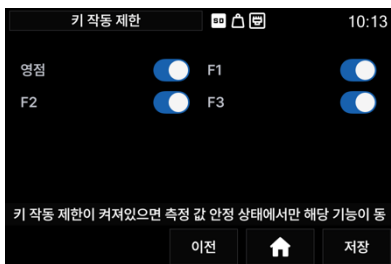 키 작동 제한 SD 10:13
영점 F1
F2 F3
키 작동 제한이 켜져있으면 측정 값 안정 상태에서만 해당 기능이 동
이전 저장